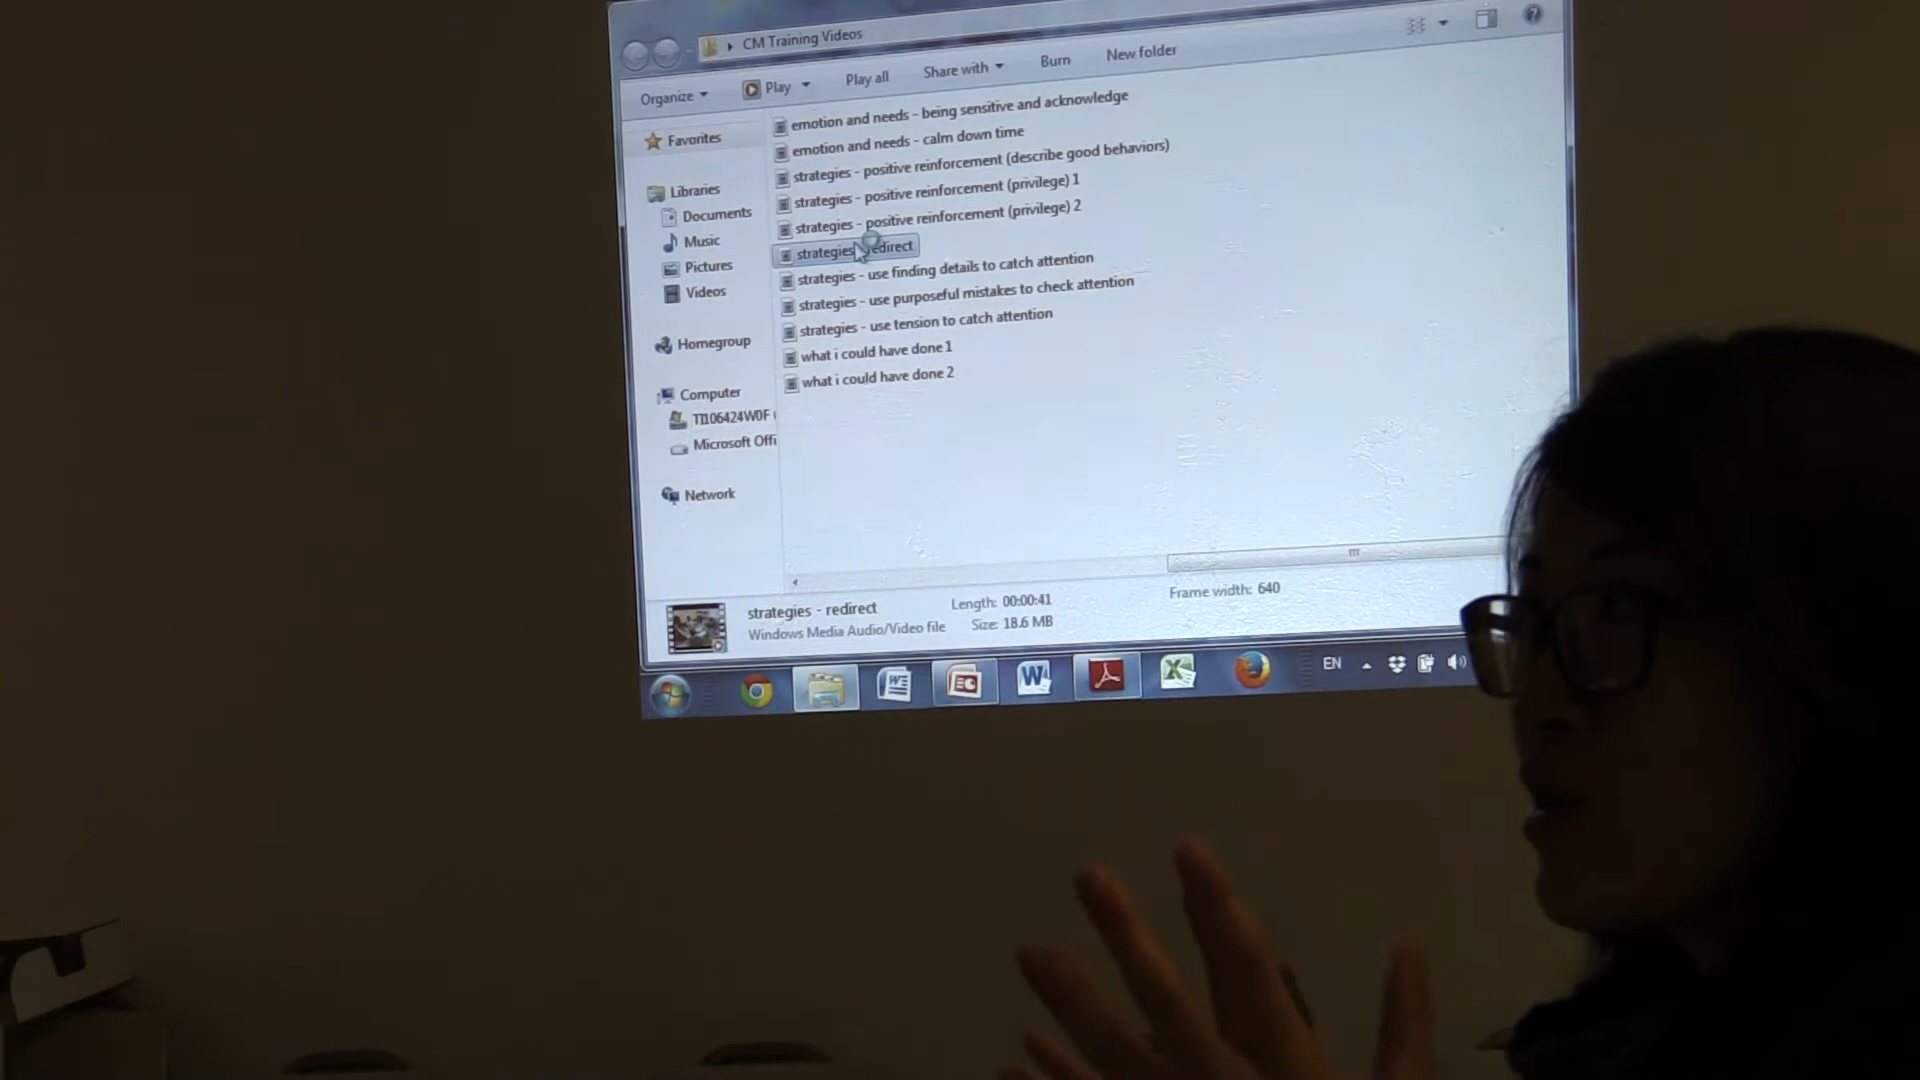 CM Training Videos
Organize Play Play all Share with Burn New folder
Favorites
Libraries
Documents
Music
Pictures
Videos
Homegroup
Computer
TI106424W0F
Microsoft Offi
Network
emotion and needs - being sensitive and acknowledge
emotion and needs - calm down time
strategies - positive reinforcement (describe good behaviors)
strategies - positive reinforcement (privilege) 1
strategies - positive reinforcement (privilege) 2
strategies redirect
strategies - use finding details to catch attention
strategies - use purposeful mistakes to check attention
strategies - use tension to catch attention
what i could have done 1
what i could have done 2
strategies - redirect
Windows Media Audio/Video file
Length: 00:00:41
Size: 18.6 MB
Frame width: 640
EN